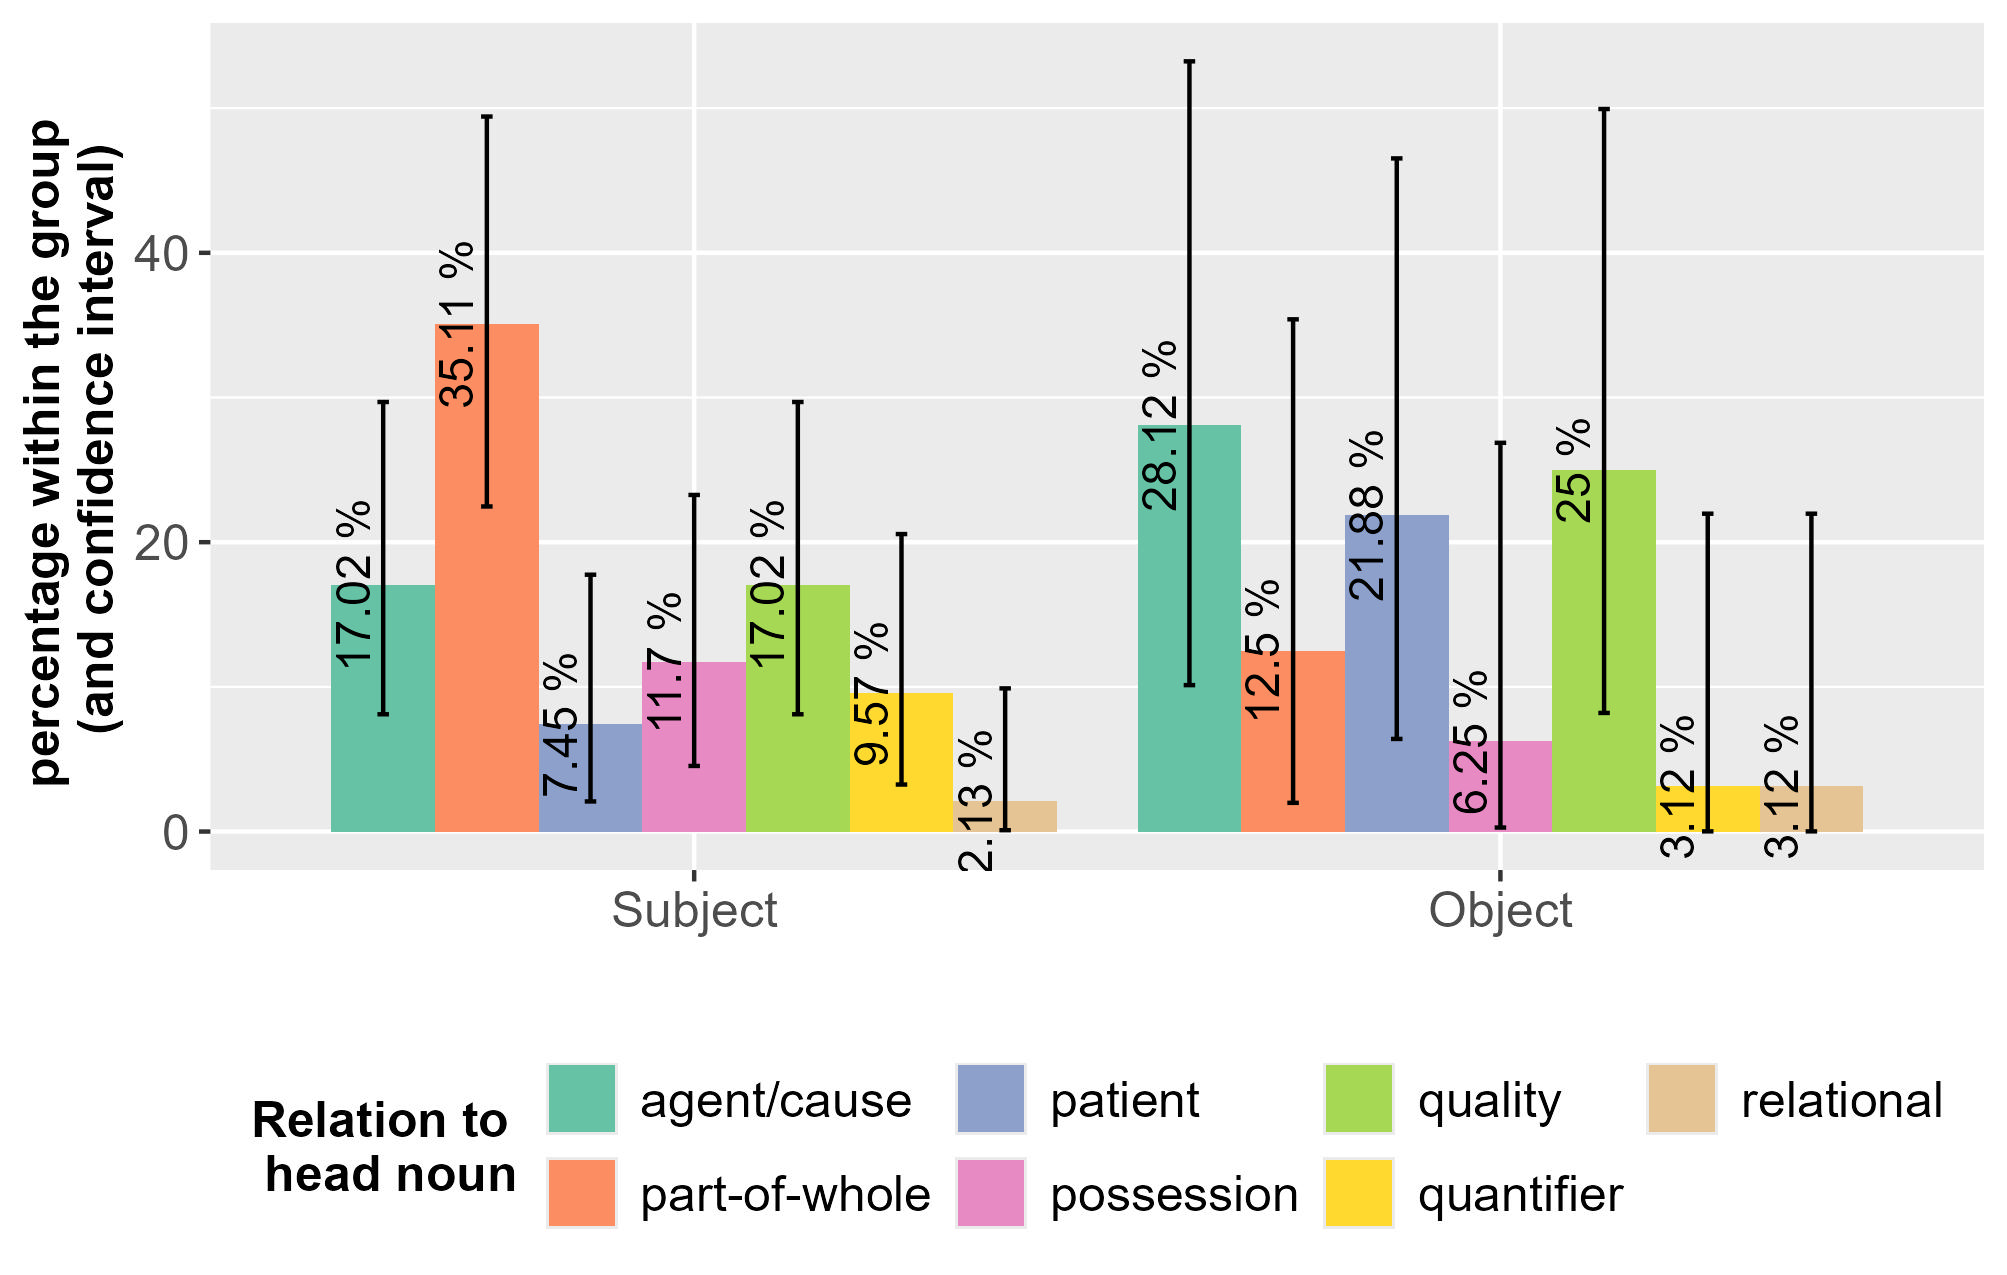 percentage within the group
(and confidence interval)
40
20
0
17.02 %
35.11 %
7.45 %
11.7 %
17.02 %
9.57 %
2.13 %
28.12 %
12.5 %
21.88 %
6.25 %
25 %
3.12 %
3.12 %
Subject
Object
Relation to
head noun
agent/cause
patient
quality
relational
part-of-whole
possession
quantifier